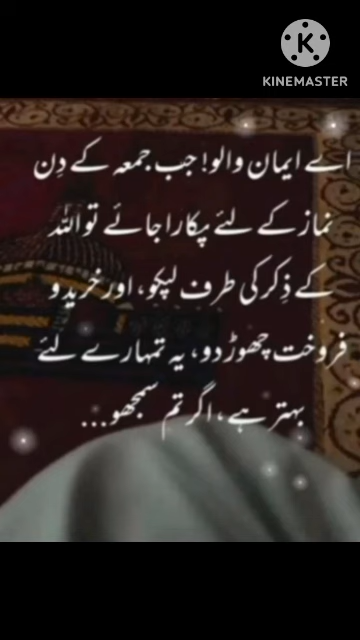 KINEMASTER
اے ایمان والو! جب جمعہ کے دِن
نماز کے لئے پکارا جائے تو اللہ
کے ذِکر کی طرف لپکو، اور خرید و
فروخت چھوڑ دو، یہ تمہارے لئے
بہتر ہے، اگر تم سمجھو...